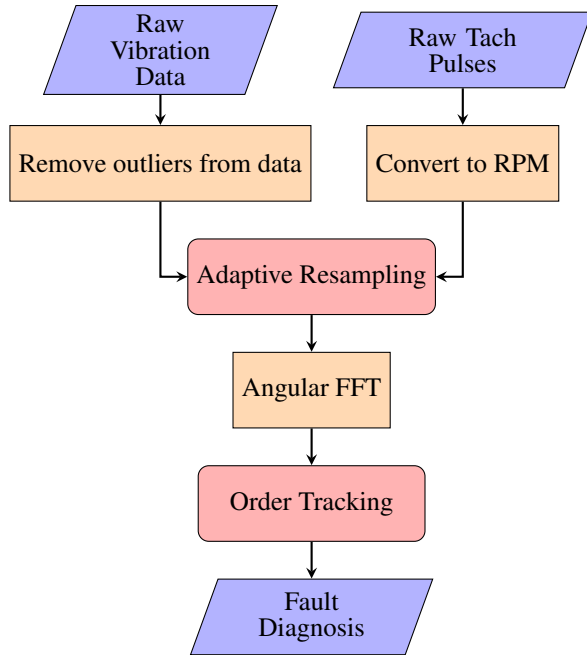 Raw
Vibration
Data
Raw Tach
Pulses
Remove outliers from data
Convert to RPM
Adaptive Resampling
Angular FFT
Order Tracking
Fault
Diagnosis